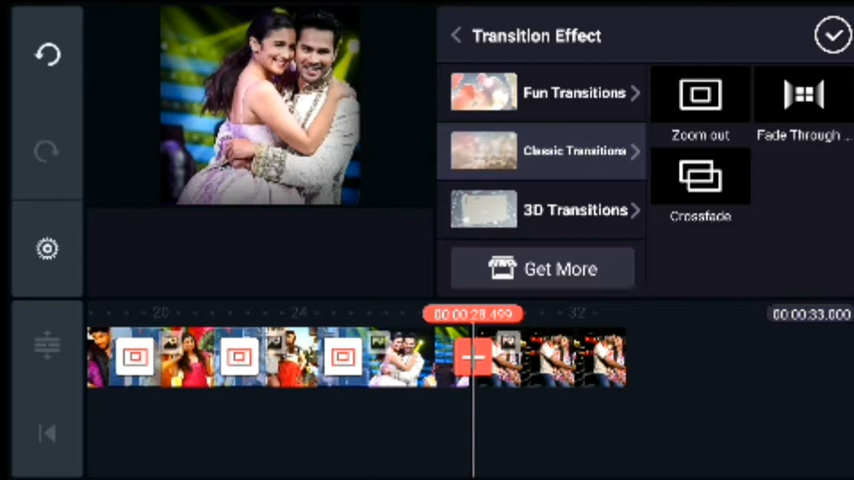 Transition Effect
Fun Transitions
Classic Transitions
3D Transitions
Get More
Zoom out
Fade Through ...
Crossfade
20
24
00:00:28.499
32
00:00:33.000